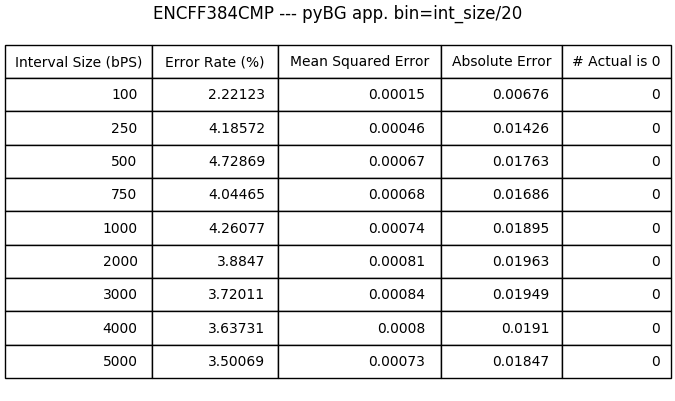 ENCFF384CMP --- pyBG app. bin=int_size/20
Interval Size (bPS) Error Rate (%) Mean Squared Error Absolute Error # Actual is 0
100 2.22123 0.00015 0.00676 0
250 4.18572 0.00046 0.01426 0
500 4.72869 0.00067 0.01763 0
750 4.04465 0.00068 0.01686 0
1000 4.26077 0.00074 0.01895 0
2000 3.8847 0.00081 0.01963 0
3000 3.72011 0.00084 0.01949 0
4000 3.63731 0.0008 0.0191 0
5000 3.50069 0.00073 0.01847 0